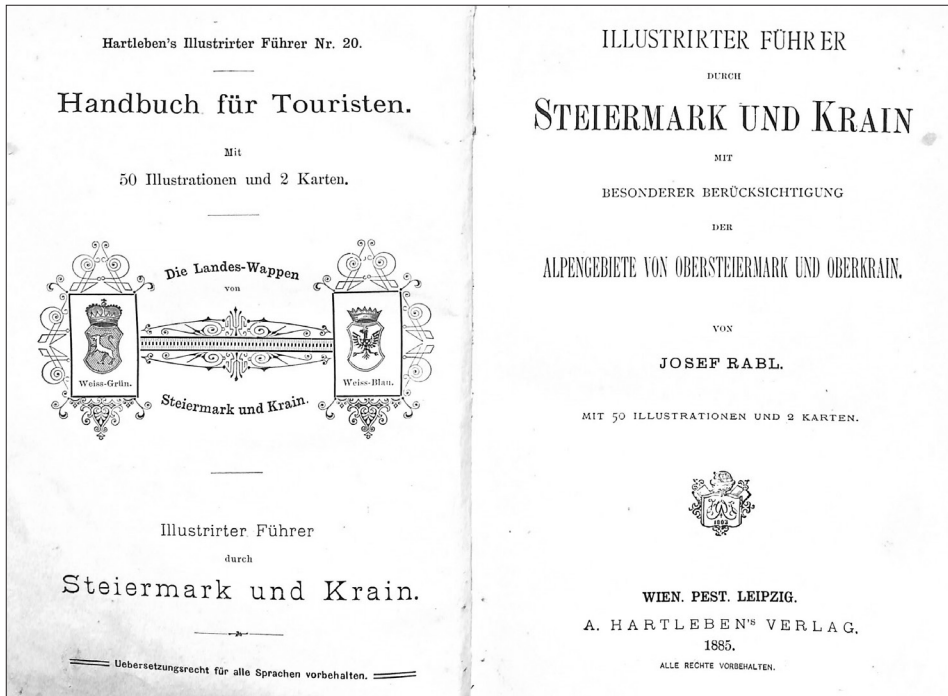 Hartleben's Illustrirter Führer Nr. 20.
Handbuch für Touristen.
Mit
50 Illustrationen und 2 Karten.
Die Landes-Wappen
von
Weiss-Grün.
Weiss-Blau.
Steiermark und Krain.
Illustrirter Führer
durch
Steiermark und Krain.
Uebersetzungsrecht für alle Sprachen vorbehalten.
ILLUSTRIRTER FÜHRER
DURCH
STEIERMARK UND KRAIN
MIT
BESONDERER BERÜCKSICHTIGUNG
DER
ALPENGEBIETE VON OBERSTEIERMARK UND OBERKRAIN.
VON
JOSEF RABL.
MIT 50 ILLUSTRATIONEN UND 2 KARTEN.
WIEN. PEST. LEIPZIG.
A. HARTLEBEN'S VERLAG.
1885.
ALLE RECHTE VORBEHALTEN.